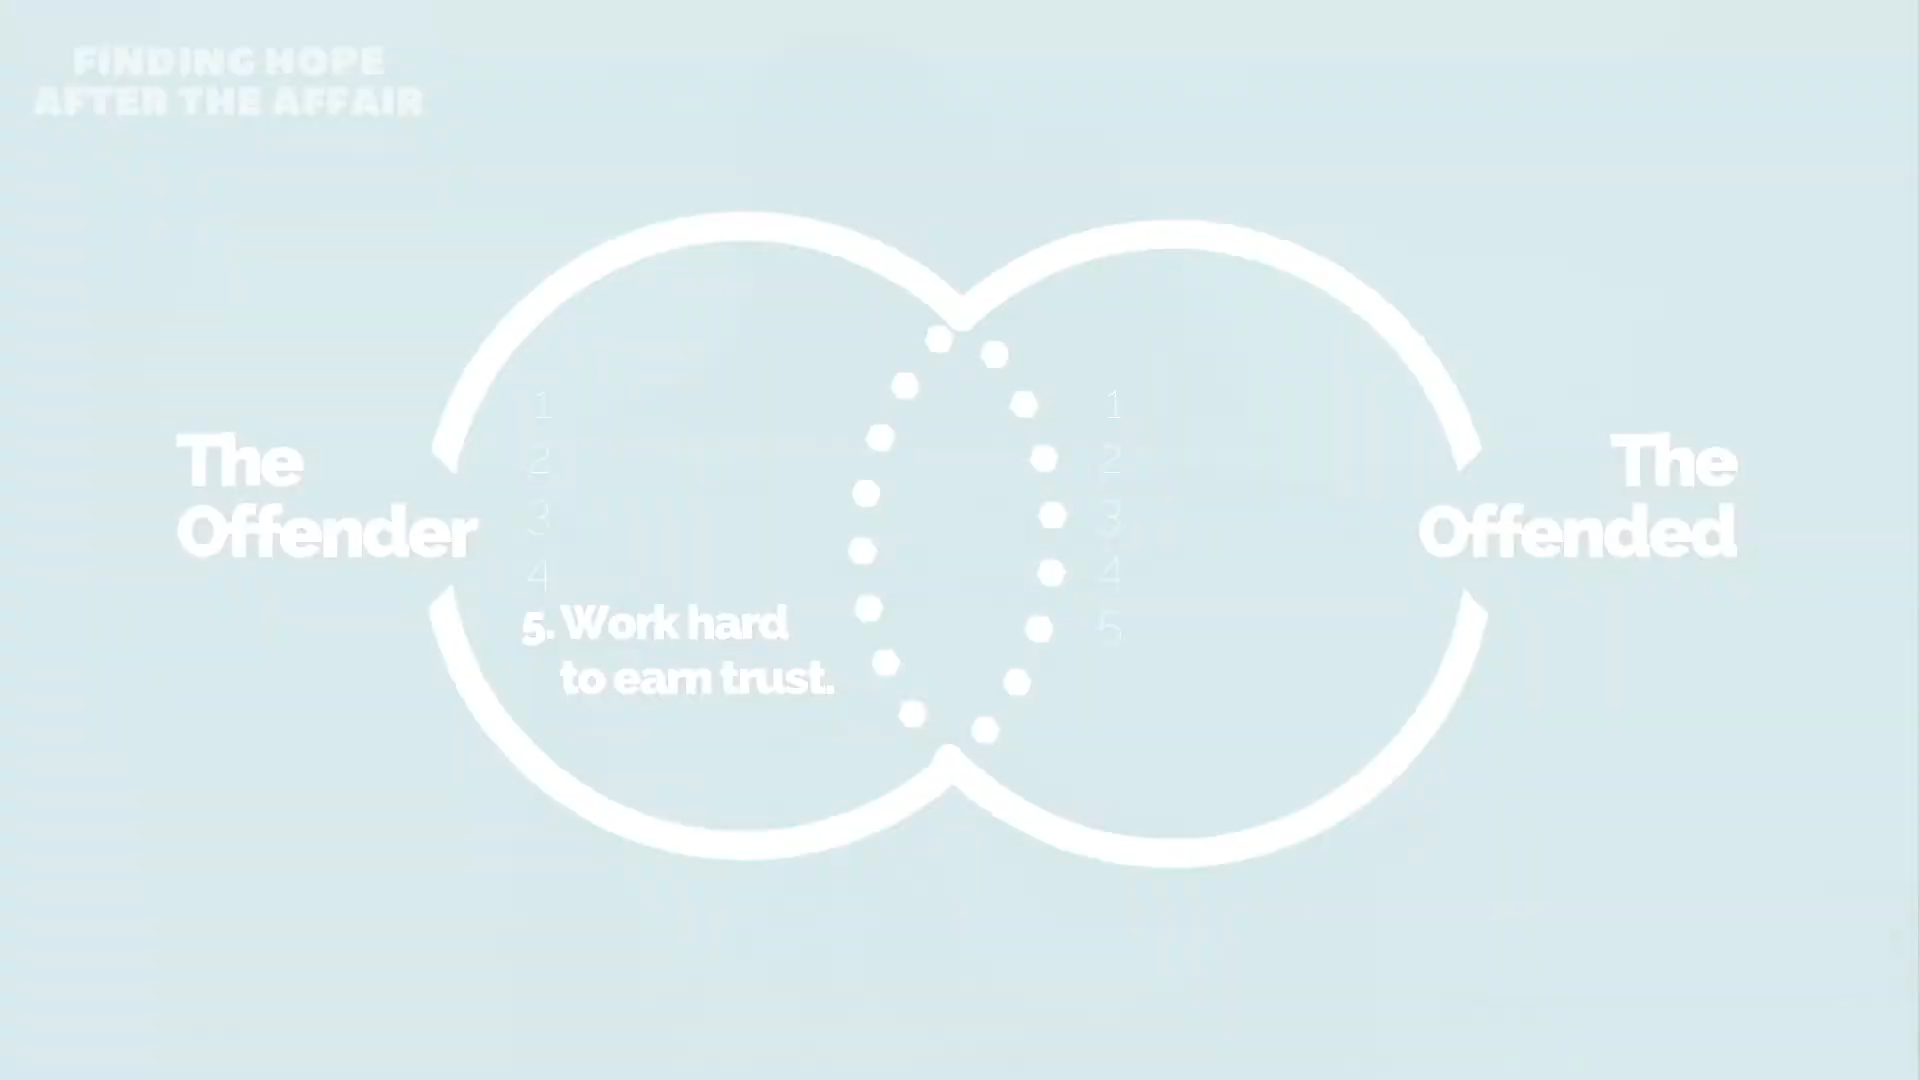 FINDING HOPE
AFTER THE AFFAIR
The
Offender
1
2
3
4
5. Work hard
to earn trust.
1
2
3
4
5
The
Offended